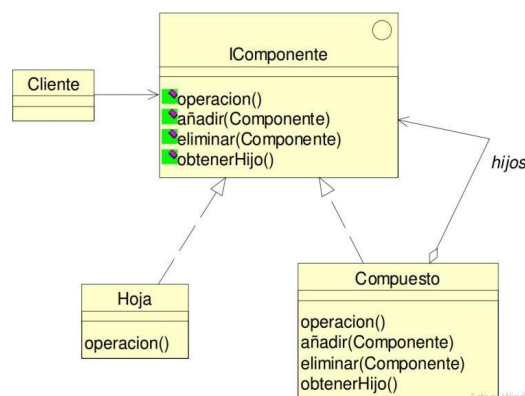 IComponente
Cliente
operacion()
añadir(Componente)
eliminar(Componente)
obtenerHijo()
hijos
Hoja
operacion()
Compuesto
operacion()
añadir(Componente)
eliminar(Componente)
obtenerHijo()